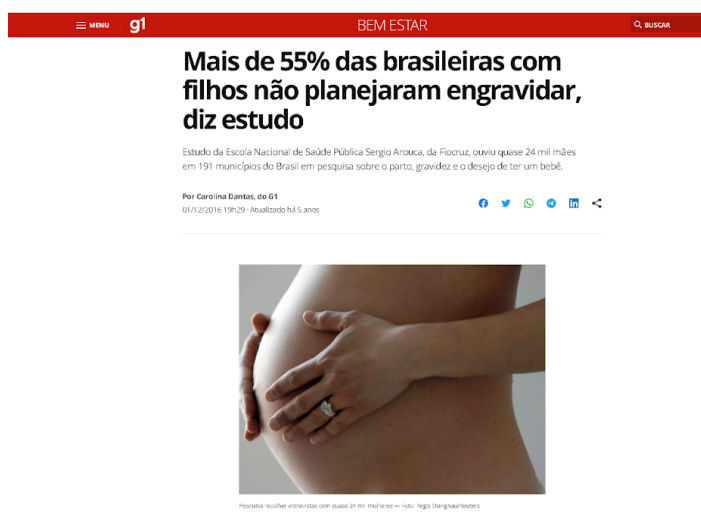 MENU
g1
BEM ESTAR
BUSCAR
Mais de 55% das brasileiras com
filhos não planejaram engravidar,
diz estudo
Estudo da Escola Nacional de Saúde Pública Sergio Arouca, da Fiocruz, ouviu quase 24 mil mães
em 191 municípios do Brasil em pesquisa sobre o parto, gravidez e o desejo de ter um bebê.
Por Carolina Dantas, do G1
01/12/2016 19h29 · Atualizado há 5 anos
Pesquisa recolher entrevistas com quase 24 mil mulheres — Foto: Regis Duvignau/Reuters